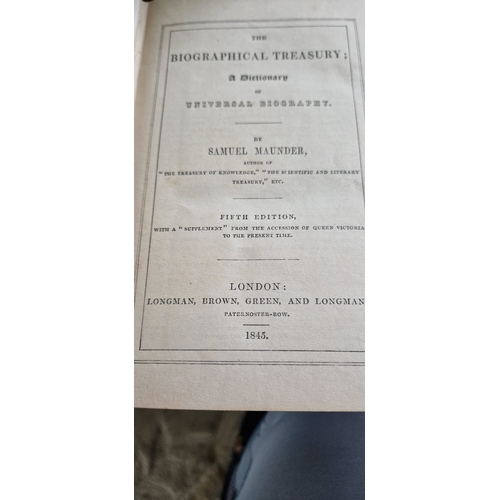 THE
BIOGRAPHICAL TREASURY;
A Dictionary
OF
UNIVERSAL BIOGRAPHY.
BY
SAMUEL MAUNDER,
AUTHOR OF
"THE TREASURY OF KNOWLEDGE," "THE SCIENTIFIC AND LITERARY
TREASURY," ETC.
FIFTH EDITION,
WITH A "SUPPLEMENT" FROM THE ACCESSION OF QUEEN VICTORIA
TO THE PRESENT TIME.
LONDON:
LONGMAN, BROWN, GREEN, AND LONGMAN
PATERNOSTER-ROW.
1845.